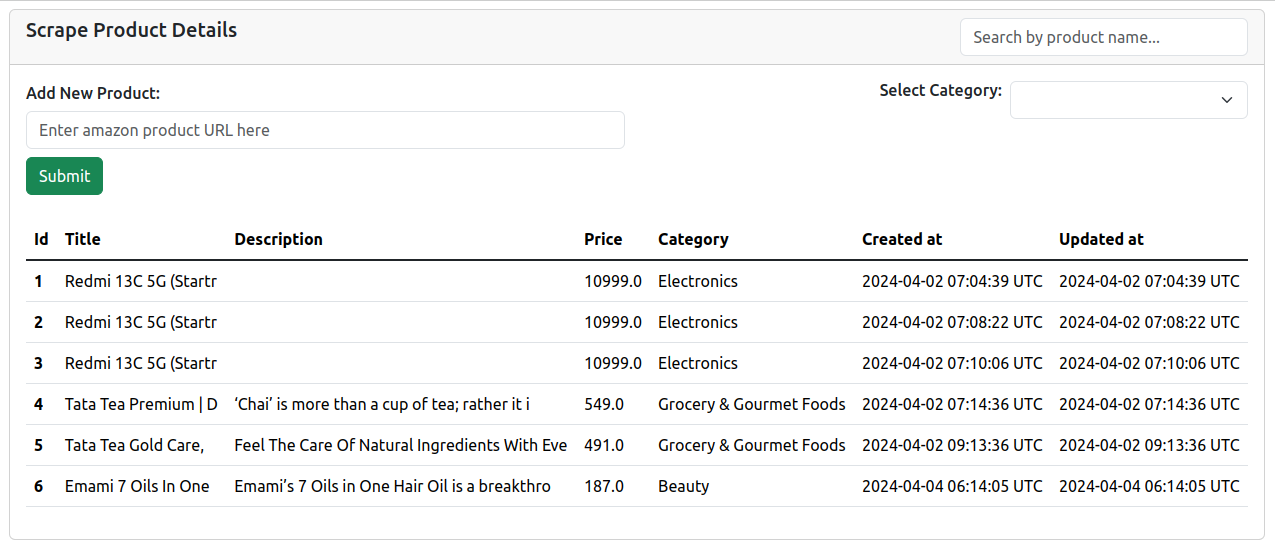 Scrape Product Details
Search by product name...
Add New Product:
Select Category:
Enter amazon product URL here
Submit
Id Title Description Price Category Created at Updated at
1 Redmi 13C 5G (Startr 10999.0 Electronics 2024-04-02 07:04:39 UTC 2024-04-02 07:04:39 UTC
2 Redmi 13C 5G (Startr 10999.0 Electronics 2024-04-02 07:08:22 UTC 2024-04-02 07:08:22 UTC
3 Redmi 13C 5G (Startr 10999.0 Electronics 2024-04-02 07:10:06 UTC 2024-04-02 07:10:06 UTC
4 Tata Tea Premium | D ‘Chai’ is more than a cup of tea; rather it i 549.0 Grocery & Gourmet Foods 2024-04-02 07:14:36 UTC 2024-04-02 07:14:36 UTC
5 Tata Tea Gold Care, Feel The Care Of Natural Ingredients With Eve 491.0 Grocery & Gourmet Foods 2024-04-02 09:13:36 UTC 2024-04-02 09:13:36 UTC
6 Emami 7 Oils In One Emami’s 7 Oils in One Hair Oil is a breakthro 187.0 Beauty 2024-04-04 06:14:05 UTC 2024-04-04 06:14:05 UTC